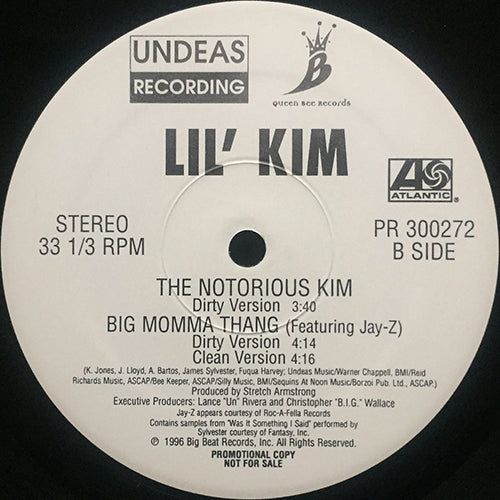 UNDEAS
RECORDING
B
Queen Bee Records
LIL' KIM
ATLANTIC®
STEREO
33 1/3 RPM
PR 300272
B SIDE
THE NOTORIOUS KIM
Dirty Version 3:40
BIG MOMMA THANG (Featuring Jay-Z)
Dirty Version 4:14
Clean Version 4:16
(K. Jones, J. Lloyd, A. Bartos, James Sylvester, Fuqua Harvey; Undeas Music/Warner Chappell, BMI/Reid
Richards Music, ASCAP/Bee Keeper, ASCAP/Silly Music, BMI/Sequins At Noon Music/Borzoi Pub. Ltd., ASCAP.)
Produced by Stretch Armstrong
Executive Producers: Lance "Un" Rivera and Christopher "B.I.G." Wallace
Jay-Z appears courtesy of Roc-A-Fella Records
Contains samples from "Was It Something I Said" performed by
Sylvester courtesy of Fantasy, Inc.
℗ 1996 Big Beat Records, Inc. All Rights Reserved.
PROMOTIONAL COPY
NOT FOR SALE